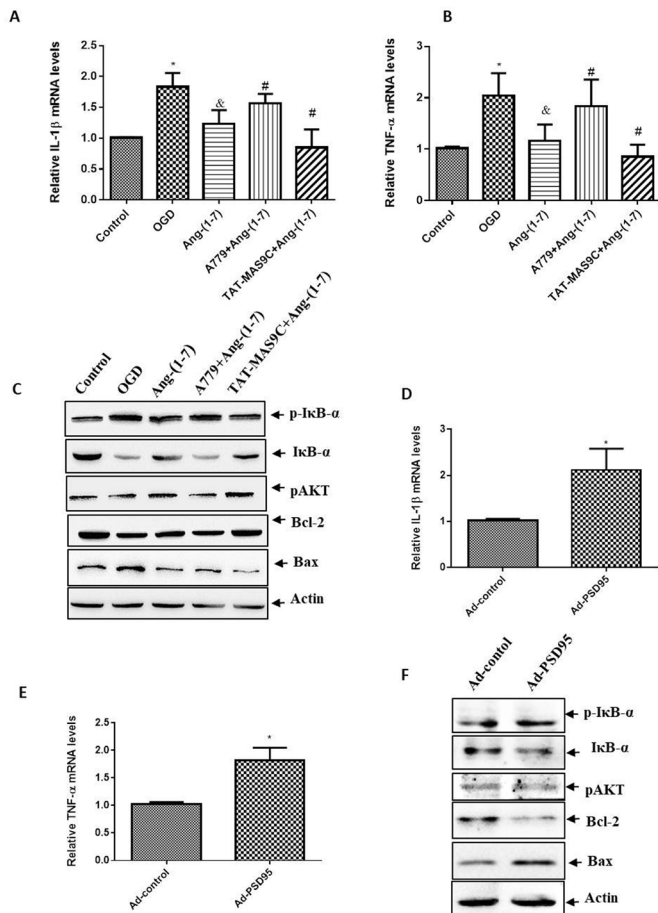 A
Relative IL-1β mRNA levels
2.5
2.0
1.5
1.0
0.5
0.0
*
&
#
#
Control
OGD
Ang-(1-7)
A779+Ang-(1-7)
TAT-MAS9C+Ang-(1-7)
B
Relative TNF-α mRNA levels
3
2
1
0
*
&
#
#
Control
OGD
Ang-(1-7)
A779+Ang-(1-7)
TAT-MAS9C+Ang-(1-7)
C
Control
OGD
Ang-(1-7)
A779+Ang-(1-7)
TAT-MAS9C+Ang-(1-7)
p-IκB-α
IκB-α
pAKT
Bcl-2
Bax
Actin
D
Relative IL-1β mRNA levels
3
2
1
0
*
Ad-control
Ad-PSD95
E
Relative TNF-α mRNA levels
2.5
2.0
1.5
1.0
0.5
0.0
*
Ad-control
Ad-PSD95
F
Ad-contol
Ad-PSD95
p-IκB-α
IκB-α
pAKT
Bcl-2
Bax
Actin